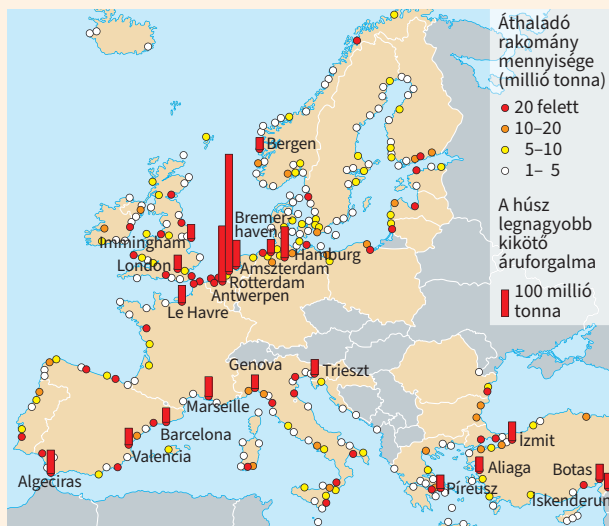 Áthaladó
rakomány
mennyisége
(millió tonna)
20 felett
10–20
5–10
1– 5
A húsz
legnagyobb
kikötő
áruforgalma
100 millió
tonna
Bergen
Bremer-
haven
Immingham
Hamburg
London
Amszterdam
Rotterdam
Antwerpen
Le Havre
Genova
Trieszt
Marseille
Barcelona
Valencia
Algeciras
İzmit
Aliaga
Botas
Pireusz
Iskenderun